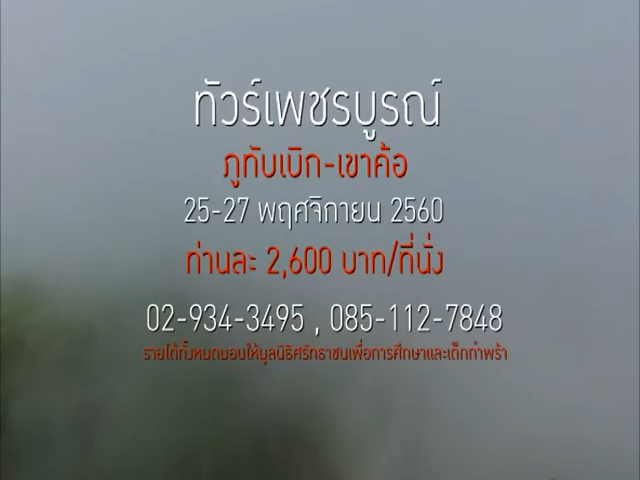 ทัวร์เพชรบูรณ์
ภูทับเบิก-เขาค้อ
25-27 พฤศจิกายน 2560
ท่านละ 2,600 บาท/ที่นั่ง
02-934-3495 , 085-112-7848
รายได้ทั้งหมดมอบให้มูลนิธิศรัทธาชนเพื่อการศึกษาและเด็กกำพร้า